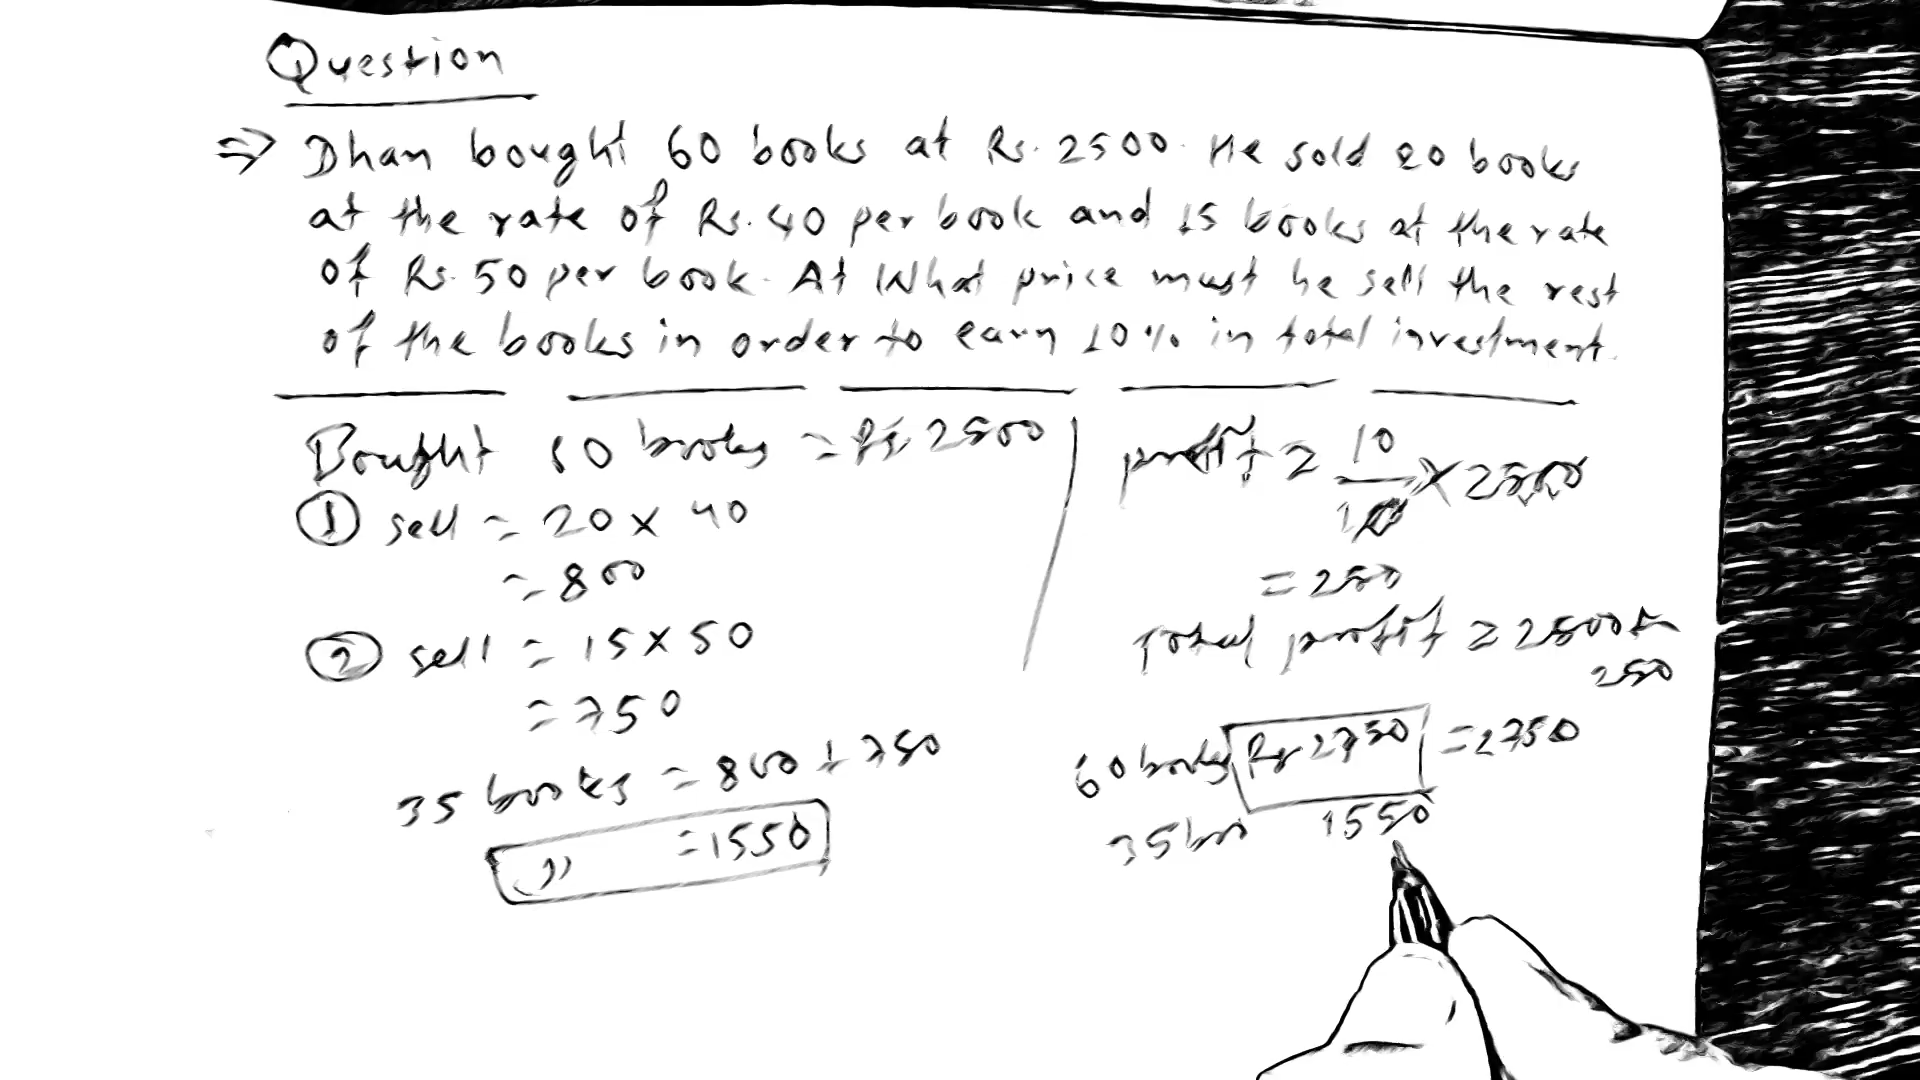 Question
⇒ Dhan bought 60 books at Rs. 2500. He sold 20 books
at the rate of Rs. 40 per book and 15 books at the rate
of Rs. 50 per book. At What price must he sell the rest
of the books in order to earn 10% in total investment.
Bought 60 books = Rs 2500
① sell = 20 × 40
= 800
② sell = 15 × 50
= 750
35 books = 800 + 750
" = 1550
profit = 10/100 × 2500
= 250
Total profit = 2500 +
250
60 books Rs 2750 = 2750
35 boo 1550